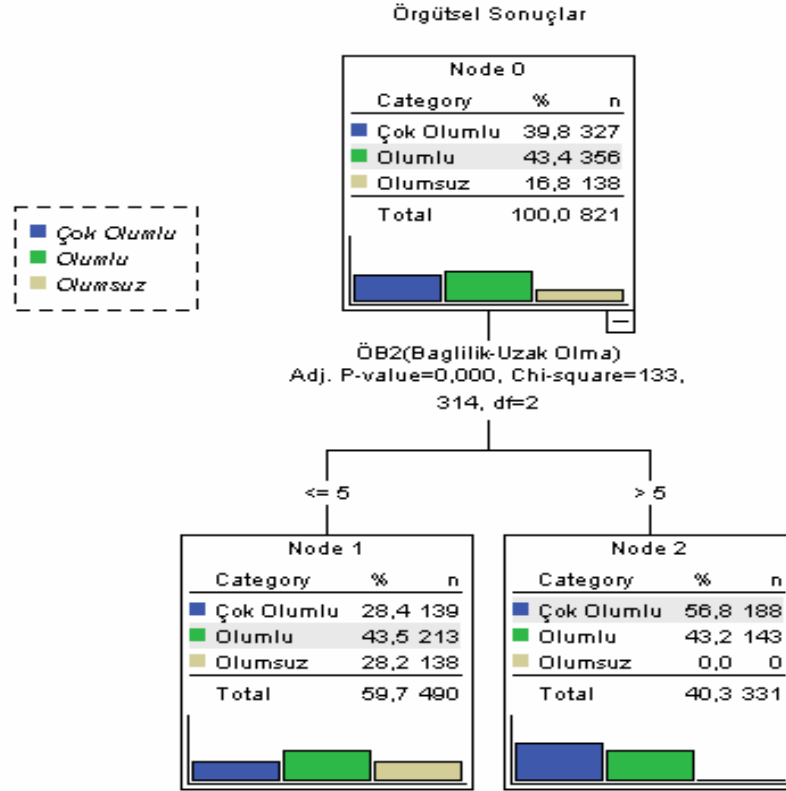 Örgütsel Sonuçlar
Node 0
Category % n
Çok Olumlu 39,8 327
Olumlu 43,4 356
Olumsuz 16,8 138
Total 100,0 821
Çok Olumlu
Olumlu
Olumsuz
ÖB2(Baglilik-Uzak Olma)
Adj. P-value=0,000, Chi-square=133,
314, df=2
<= 5
> 5
Node 1
Category % n
Çok Olumlu 28,4 139
Olumlu 43,5 213
Olumsuz 28,2 138
Total 59,7 490
Node 2
Category % n
Çok Olumlu 56,8 188
Olumlu 43,2 143
Olumsuz 0,0 0
Total 40,3 331